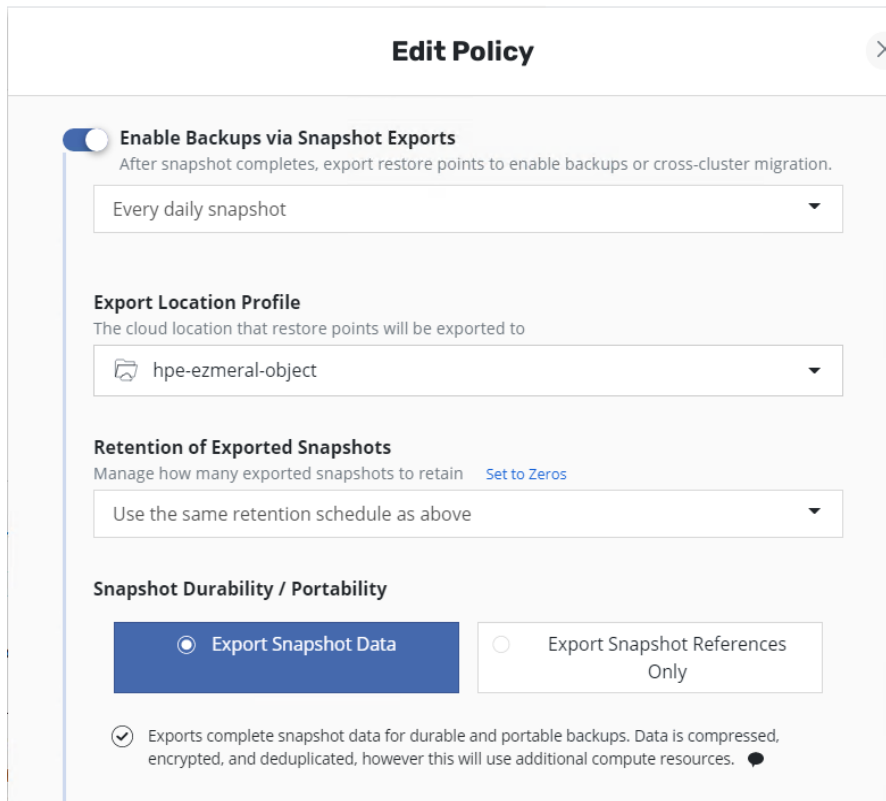 Edit Policy
Enable Backups via Snapshot Exports
After snapshot completes, export restore points to enable backups or cross-cluster migration.
Every daily snapshot
Export Location Profile
The cloud location that restore points will be exported to
hpe-ezmeral-object
Retention of Exported Snapshots
Manage how many exported snapshots to retain Set to Zeros
Use the same retention schedule as above
Snapshot Durability / Portability
Export Snapshot Data
Export Snapshot References
Only
Exports complete snapshot data for durable and portable backups. Data is compressed,
encrypted, and deduplicated, however this will use additional compute resources.